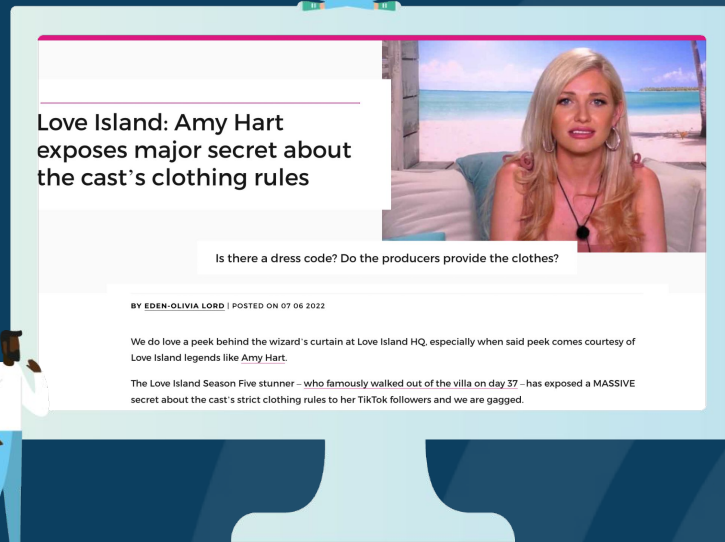 Love Island: Amy Hart
exposes major secret about
the cast's clothing rules
Is there a dress code? Do the producers provide the clothes?
BY EDEN-OLIVIA LORD | POSTED ON 07 06 2022
We do love a peek behind the wizard's curtain at Love Island HQ, especially when said peek comes courtesy of
Love Island legends like Amy Hart.
The Love Island Season Five stunner – who famously walked out of the villa on day 37 – has exposed a MASSIVE
secret about the cast's strict clothing rules to her TikTok followers and we are gagged.